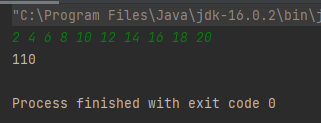 "C:\Program Files\Java\jdk-16.0.2\bin\j
2 4 6 8 10 12 14 16 18 20
110
Process finished with exit code 0